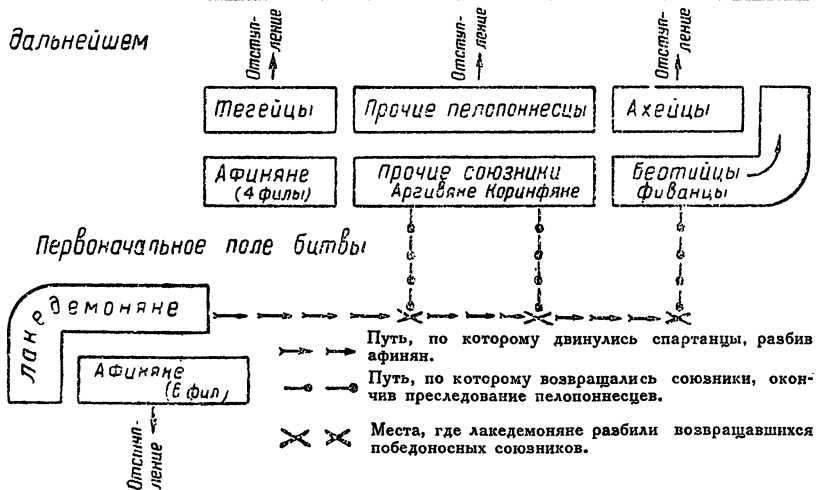 дальнейшем
Отступ-
ление
Отступ-
ление
Отступ-
ление
Тегейцы
Прочие пелопоннесцы
Ахейцы
Афиняне
(4 филы)
Прочие союзники
Аргивяне Коринфяне
Беотийцы
Фиванцы
Первоначальное поле битвы
Лакедемоняне
Афиняне
(6 фил)
Отступ-
ление
Путь, по которому двинулись спартанцы, разбив
афинян.
Путь, по которому возвращались союзники, окон-
чив преследование пелопоннесцев.
Места, где лакедемоняне разбили возвращавшихся
победоносных союзников.